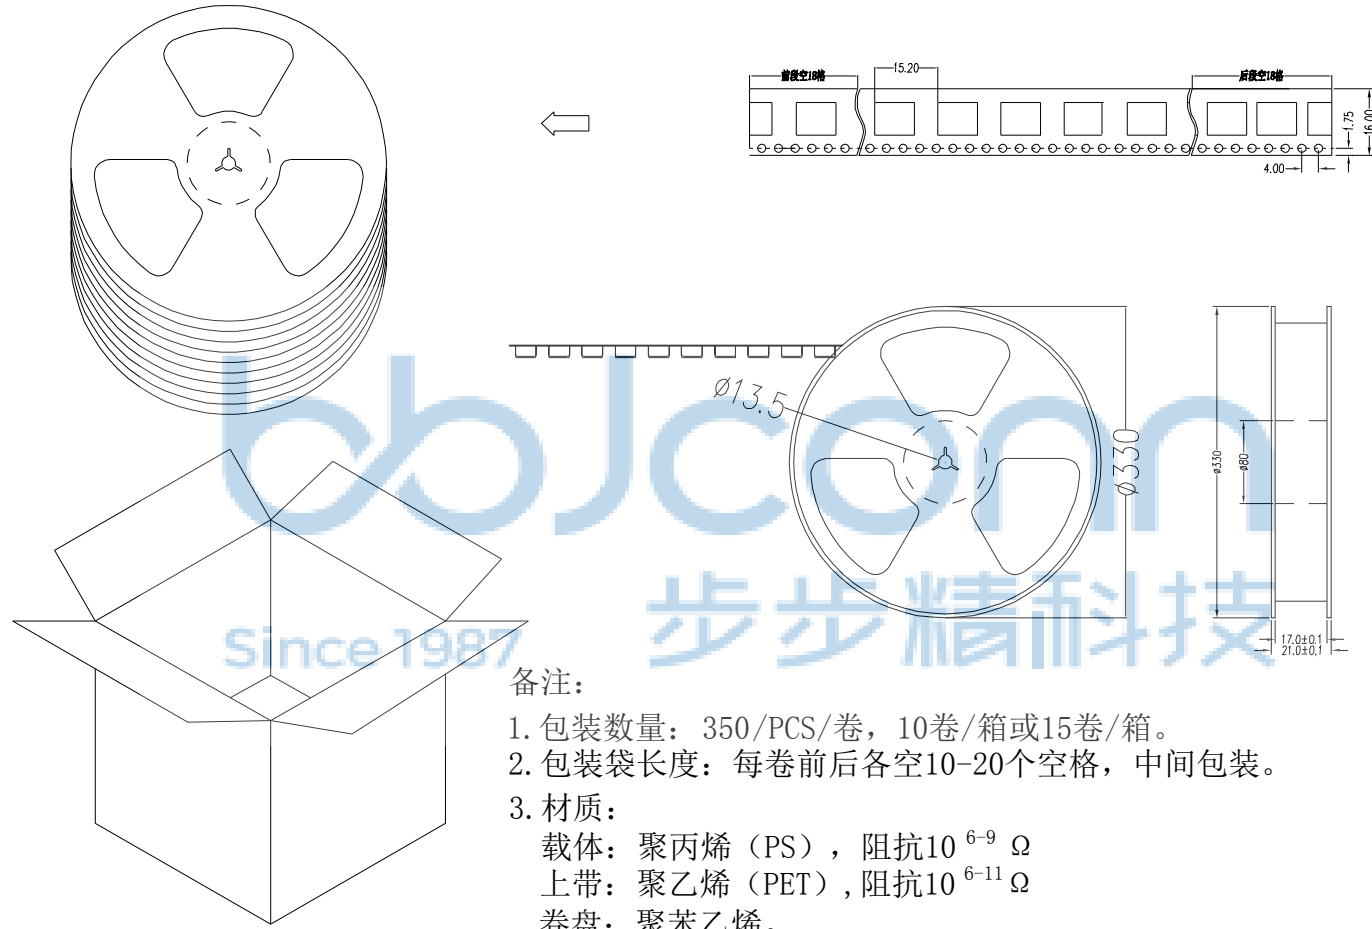 前段空18格
15.20
后段空18格
1.75
16.00
4.00
bbJconn
步步精科技
Since 1987
Ø13.5
Ø330
ø330
ø80
17.0±0.1
21.0±0.1
备注：
1.包装数量：350/PCS/卷，10卷/箱或15卷/箱。
2.包装袋长度：每卷前后各空10-20个空格，中间包装。
3.材质：
载体：聚丙烯（PS），阻抗10 6-9 Ω
上带：聚乙烯（PET）,阻抗10 6-11 Ω
卷盘：聚苯乙烯。